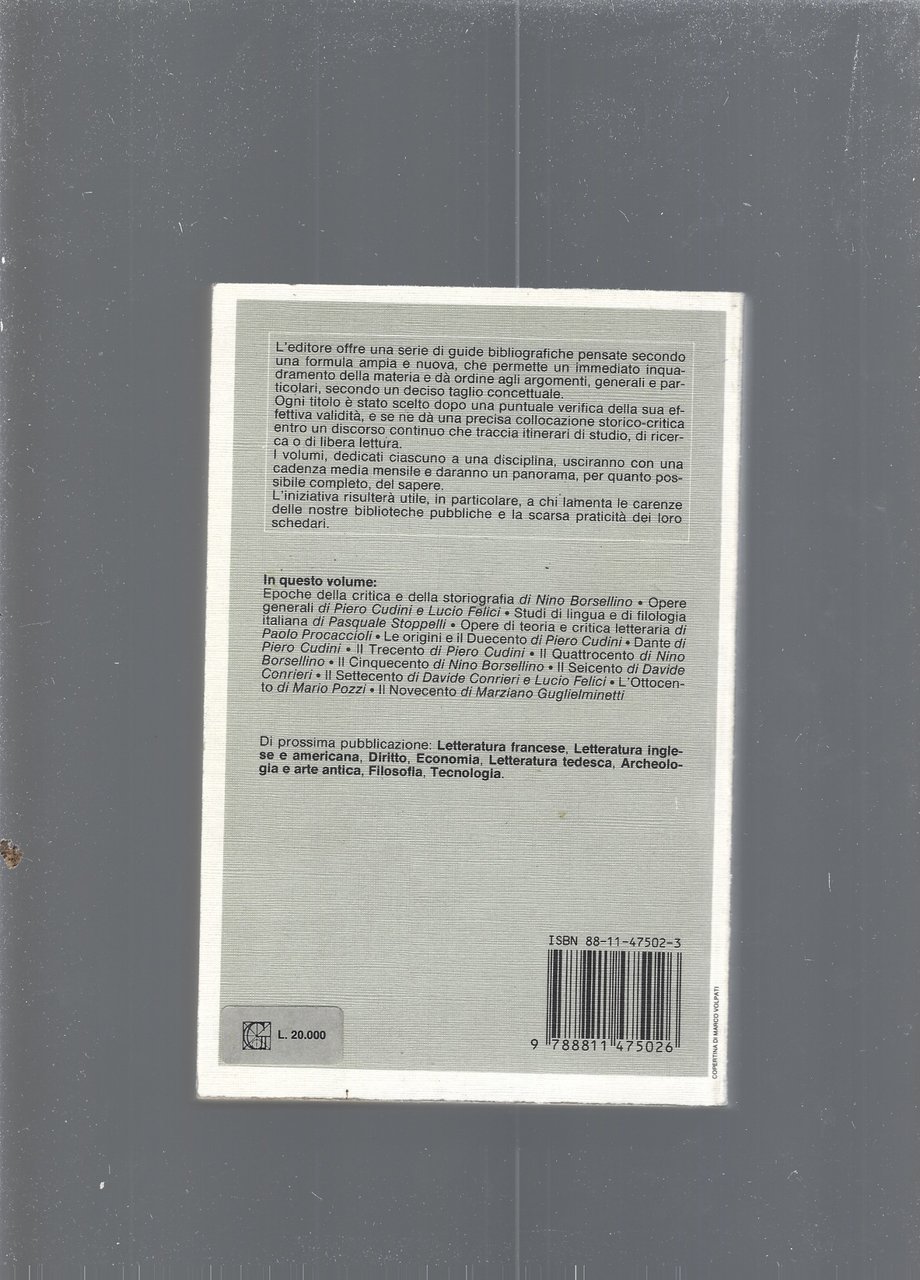 L'editore offre una serie di guide bibliografiche pensate secondo
una formula ampia e nuova, che permette un immediato inqua-
dramento della materia e dà ordine agli argomenti, generali e par-
ticolari, secondo un deciso taglio concettuale.
Ogni titolo è stato scelto dopo una puntuale verifica della sua ef-
fettiva validità, e se ne dà una precisa collocazione storico-critica
entro un discorso continuo che traccia itinerari di studio, di ricer-
ca o di libera lettura.
I volumi, dedicati ciascuno a una disciplina, usciranno con una
cadenza media mensile e daranno un panorama, per quanto pos-
sibile completo, del sapere.
L'iniziativa risulterà utile, in particolare, a chi lamenta le carenze
delle nostre biblioteche pubbliche e la scarsa praticità dei loro
schedari.
In questo volume:
Epoche della critica e della storiografia di Nino Borsellino • Opere
generali di Piero Cudini e Lucio Felici • Studi di lingua e di filologia
italiana di Pasquale Stoppelli • Opere di teoria e critica letteraria di
Paolo Procaccioli • Le origini e il Duecento di Piero Cudini • Dante di
Piero Cudini • Il Trecento di Piero Cudini • Il Quattrocento di Nino
Borsellino • Il Cinquecento di Nino Borsellino • Il Seicento di Davide
Conrieri • Il Settecento di Davide Conrieri e Lucio Felici • L'Ottocen-
to di Mario Pozzi • Il Novecento di Marziano Guglielminetti
Di prossima pubblicazione: Letteratura francese, Letteratura ingle-
se e americana, Diritto, Economia, Letteratura tedesca, Archeolo-
gia e arte antica, Filosofia, Tecnologia.
ISBN 88-11-47502-3
9 788811 475026
L. 20.000
COPERTINA DI MARCO VOLPATI